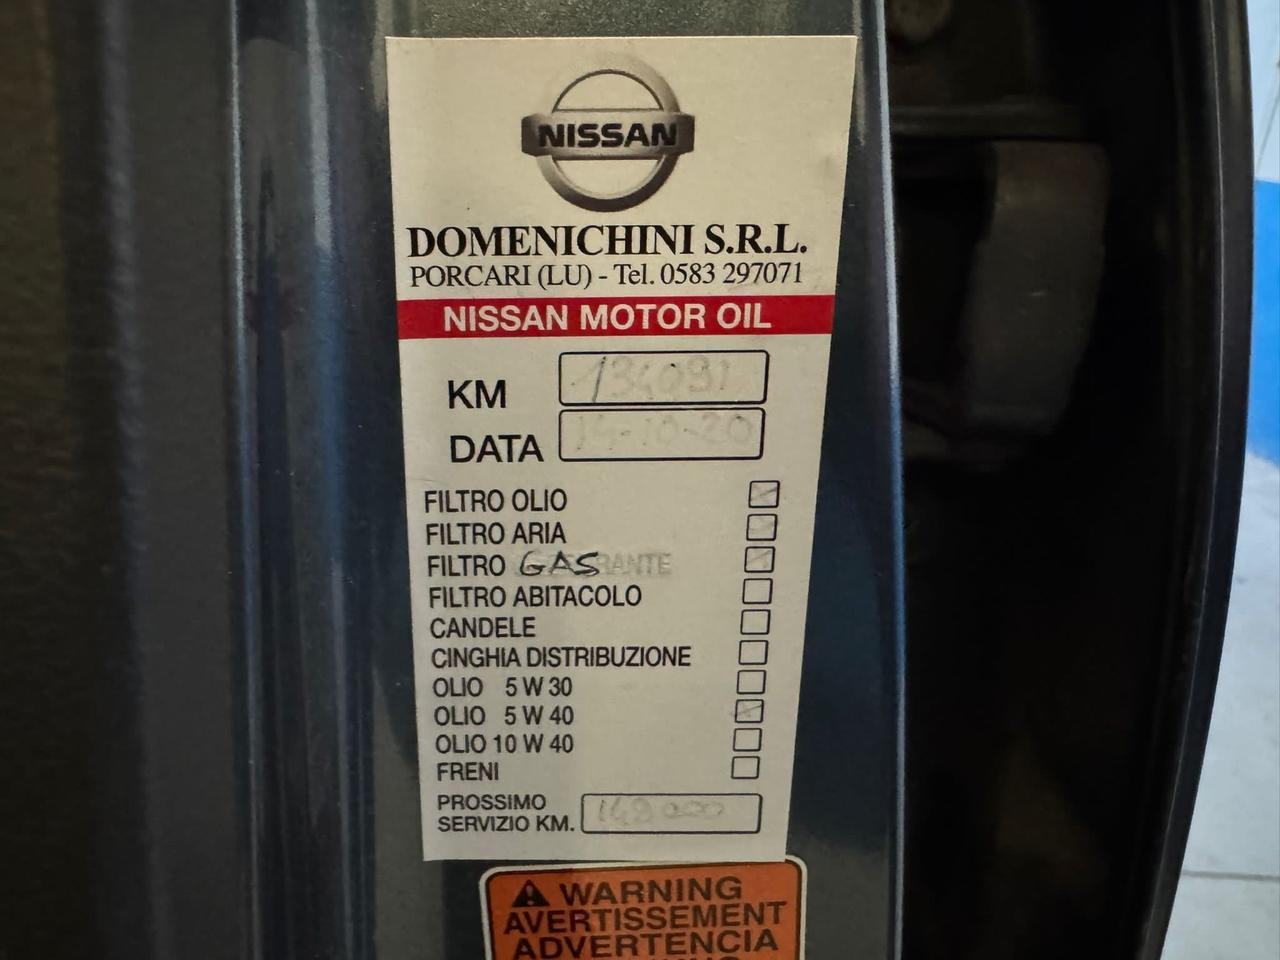 NISSAN
DOMENICHINI S.R.L.
PORCARI (LU) - Tel. 0583 297071
NISSAN MOTOR OIL
KM 134091
DATA 14-10-20
FILTRO OLIO
FILTRO ARIA
FILTRO GAS
FILTRO ABITACOLO
CANDELE
CINGHIA DISTRIBUZIONE
OLIO 5 W 30
OLIO 5 W 40
OLIO 10 W 40
FRENI
PROSSIMO
SERVIZIO KM. 149000
WARNING
AVERTISSEMENT
ADVERTENCIA